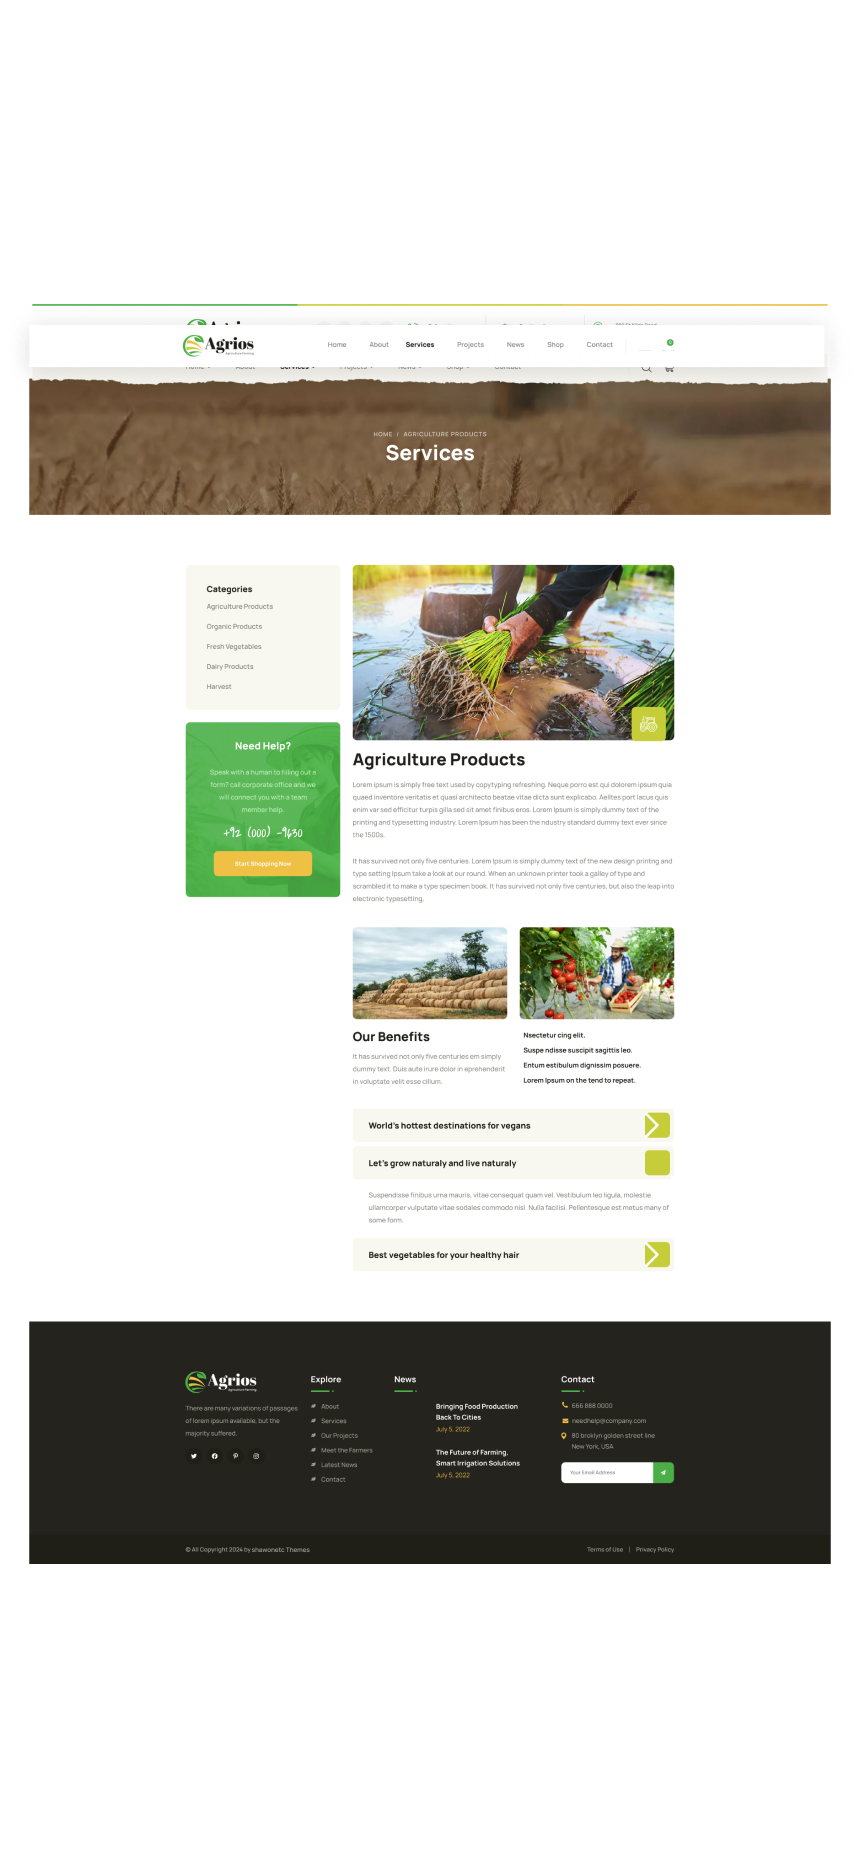 Agrios
Agriculture Farming
Home
About
Services
Projects
News
Shop
Contact
0
Home
About
Services
Projects
News
Shop
Contact
HOME / AGRICULTURE PRODUCTS
Services
Categories
Agriculture Products
Organic Products
Fresh Vegetables
Dairy Products
Harvest
Need Help?
Speak with a human to filling out a
form? call corporate office and we
will connect you with a team
member help.
+92 (000) -9630
Start Shopping Now
Agriculture Products
Lorem ipsum is simply free text used by copytyping refreshing. Neque porro est qui dolorem ipsum quia
quaed inventore veritatis et quasi architecto beatae vitae dicta sunt explicabo. Aelltes port lacus quis
enim var sed efficitur turpis gilla sed sit amet finibus eros. Lorem Ipsum is simply dummy text of the
printing and typesetting industry. Lorem Ipsum has been the ndustry standard dummy text ever since
the 1500s.
It has survived not only five centuries. Lorem Ipsum is simply dummy text of the new design printng and
type setting Ipsum take a look at our round. When an unknown printer took a galley of type and
scrambled it to make a type specimen book. It has survived not only five centuries, but also the leap into
electronic typesetting.
Our Benefits
It has survived not only five centuries em simply
dummy text. Duis aute irure dolor in eprehenderit
in voluptate velit esse cillum.
Nsectetur cing elit.
Suspe ndisse suscipit sagittis leo.
Entum estibulum dignissim posuere.
Lorem Ipsum on the tend to repeat.
World's hottest destinations for vegans
Let's grow naturaly and live naturaly
Suspendisse finibus urna mauris, vitae consequat quam vel. Vestibulum leo ligula, molestie
ullamcorper vulputate vitae sodales commodo nisl. Nulla facilisi. Pellentesque est metus many of
some form.
Best vegetables for your healthy hair
Agrios
Agriculture Farming
There are many variations of passages
of lorem ipsum available, but the
majority suffered.
Explore
About
Services
Our Projects
Meet the Farmers
Latest News
Contact
News
Bringing Food Production
Back To Cities
July 5, 2022
The Future of Farming,
Smart Irrigation Solutions
July 5, 2022
Contact
666 888 0000
needhelp@company.com
80 broklyn golden street line
New York, USA
Your Email Address
© All Copyright 2024 by shawonetc Themes
Terms of Use | Privacy Policy